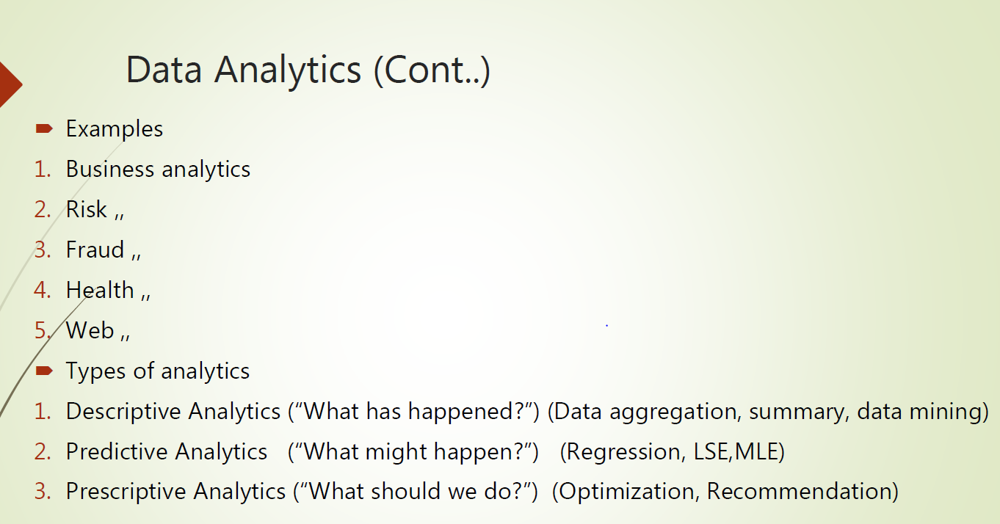 Data Analytics (Cont..)
Examples
1. Business analytics
2. Risk ,,
3. Fraud ,,
4. Health ,,
5. Web ,,
Types of analytics
1. Descriptive Analytics (“What has happened?”) (Data aggregation, summary, data mining)
2. Predictive Analytics (“What might happen?”) (Regression, LSE,MLE)
3. Prescriptive Analytics (“What should we do?”) (Optimization, Recommendation)